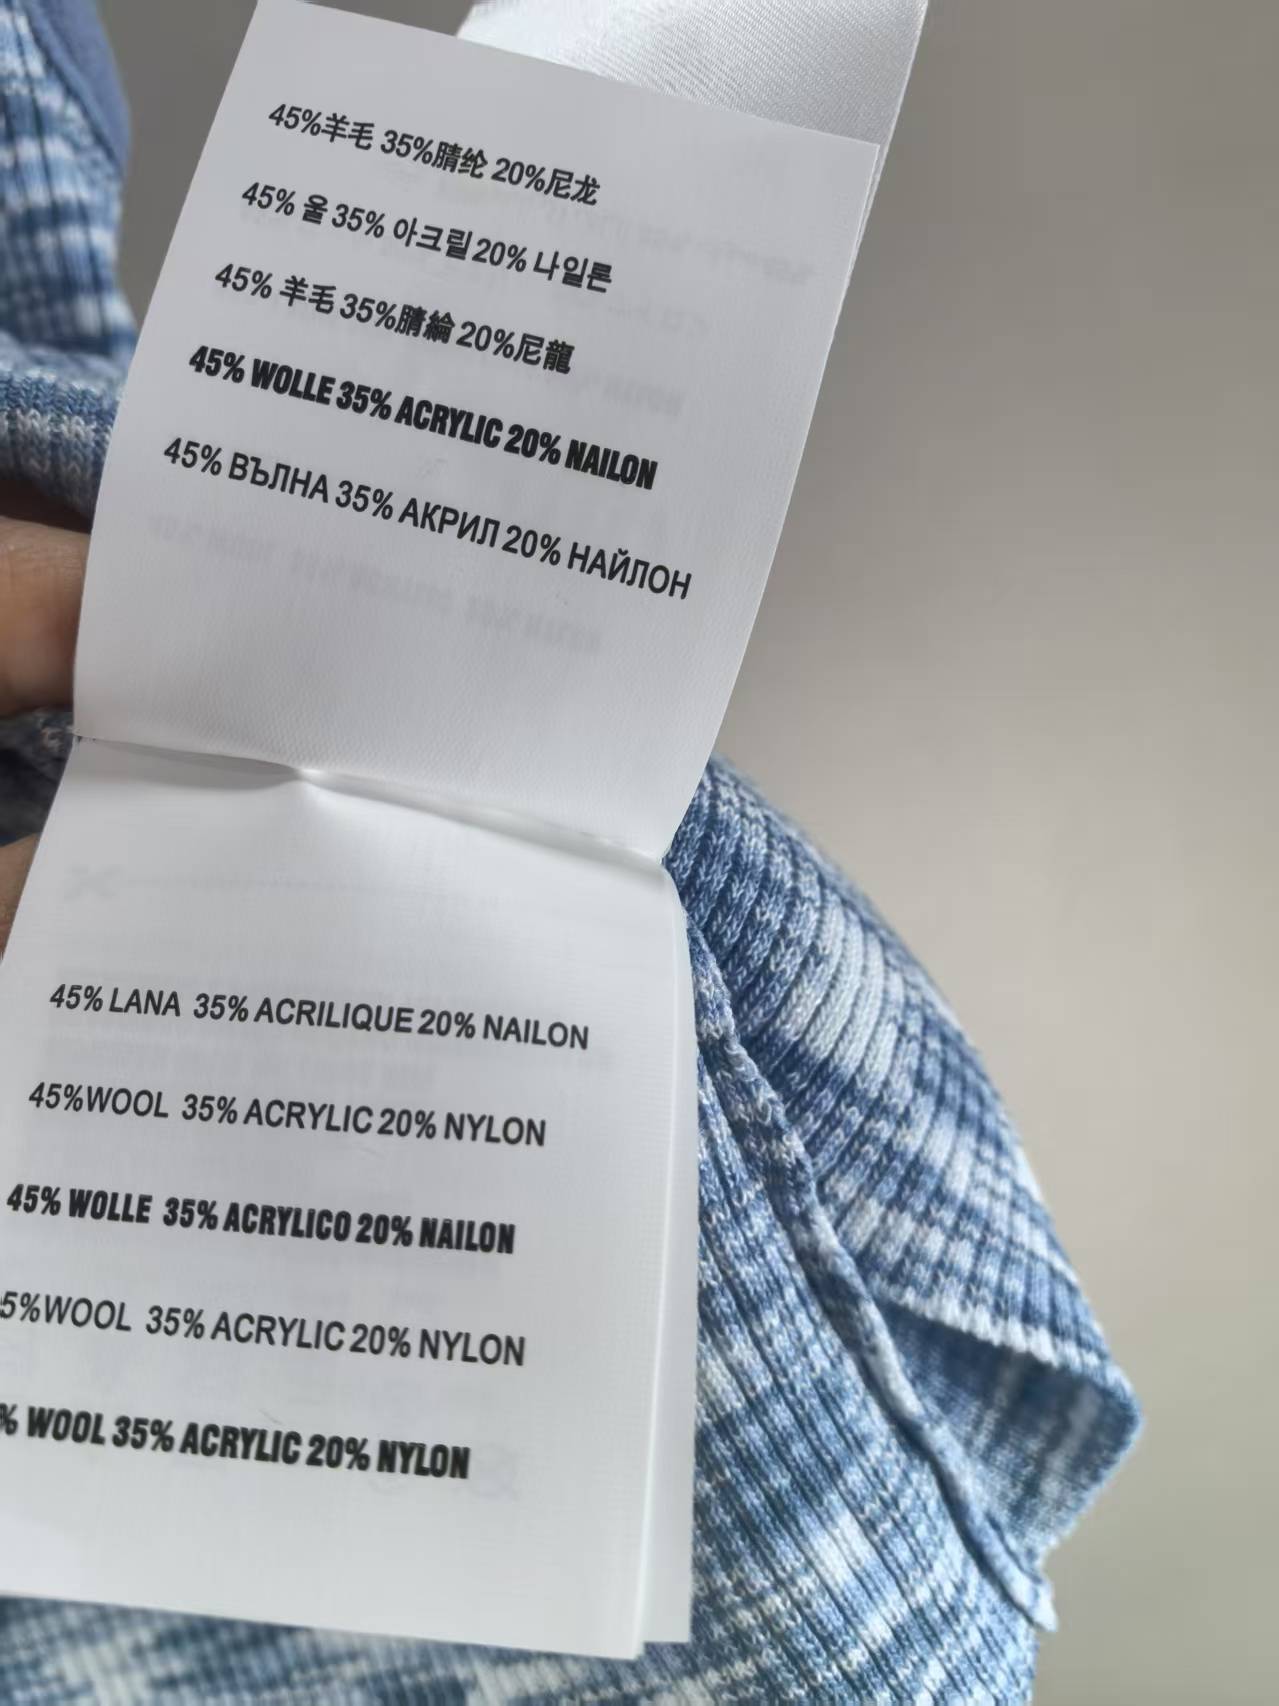 45%羊毛 35%腈纶 20%尼龙
45% 울 35% 아크릴 20% 나일론
45% 羊毛 35%腈綸 20%尼龍
45% WOLLE 35% ACRYLIC 20% NAILON
45% ВЪЛНА 35% АКРИЛ 20% НАЙЛОН
45% LANA 35% ACRILIQUE 20% NAILON
45%WOOL 35% ACRYLIC 20% NYLON
45% WOLLE 35% ACRYLICO 20% NAILON
5%WOOL 35% ACRYLIC 20% NYLON
% WOOL 35% ACRYLIC 20% NYLON